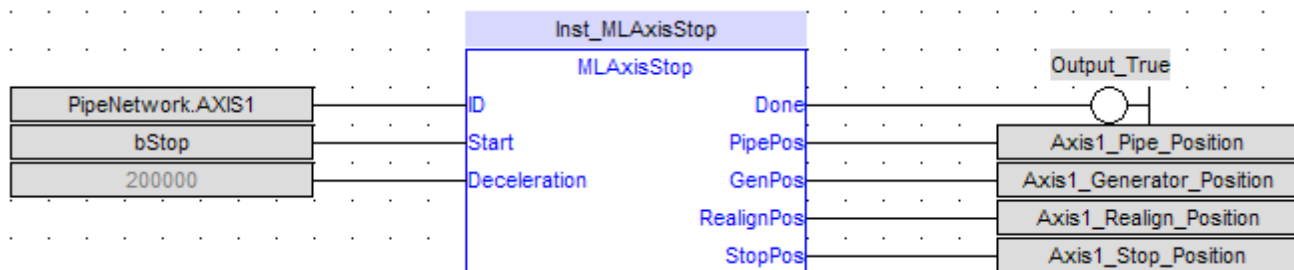 Inst_MLAxisStop
MLAxisStop
Output_True
PipeNetwork.AXIS1 ID Done
bStop Start PipePos Axis1_Pipe_Position
200000 Deceleration GenPos Axis1_Generator_Position
RealignPos Axis1_Realign_Position
StopPos Axis1_Stop_Position